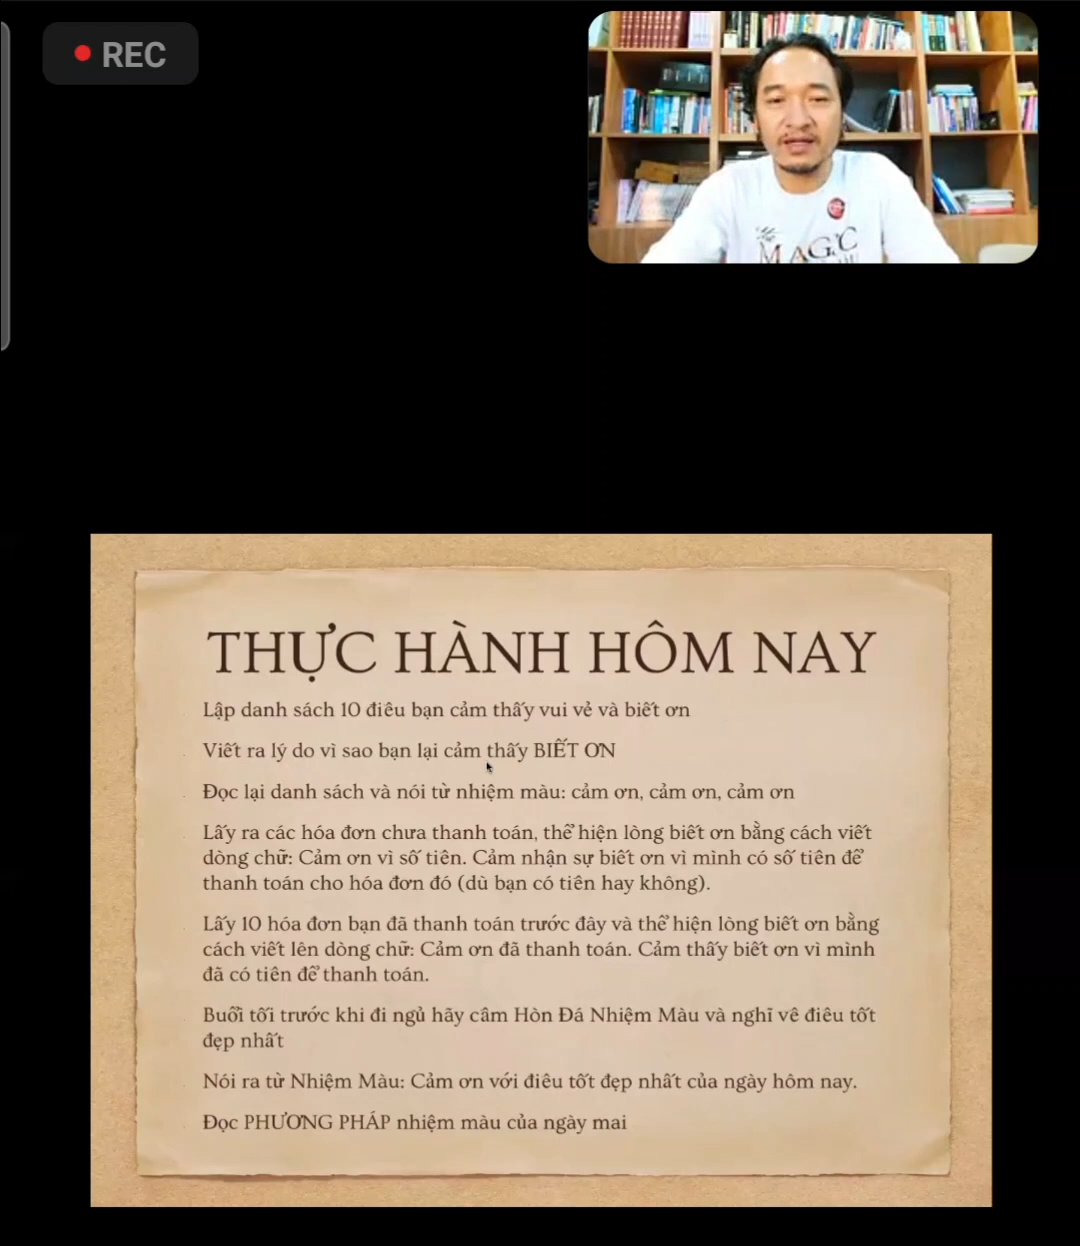 REC
MAGIC
THỰC HÀNH HÔM NAY
Lập danh sách 10 điều bạn cảm thấy vui vẻ và biết ơn
Viết ra lý do vì sao bạn lại cảm thấy BIẾT ƠN
Đọc lại danh sách và nói từ nhiệm màu: cảm ơn, cảm ơn, cảm ơn
Lấy ra các hóa đơn chưa thanh toán, thể hiện lòng biết ơn bằng cách viết
dòng chữ: Cảm ơn vì số tiền. Cảm nhận sự biết ơn vì mình có số tiền để
thanh toán cho hóa đơn đó (dù bạn có tiền hay không).
Lấy 10 hóa đơn bạn đã thanh toán trước đây và thể hiện lòng biết ơn bằng
cách viết lên dòng chữ: Cảm ơn đã thanh toán. Cảm thấy biết ơn vì mình
đã có tiền để thanh toán.
Buổi tối trước khi đi ngủ hãy cầm Hòn Đá Nhiệm Màu và nghĩ về điều tốt
đẹp nhất
Nói ra từ Nhiệm Màu: Cảm ơn với điều tốt đẹp nhất của ngày hôm nay.
Đọc PHƯƠNG PHÁP nhiệm màu của ngày mai